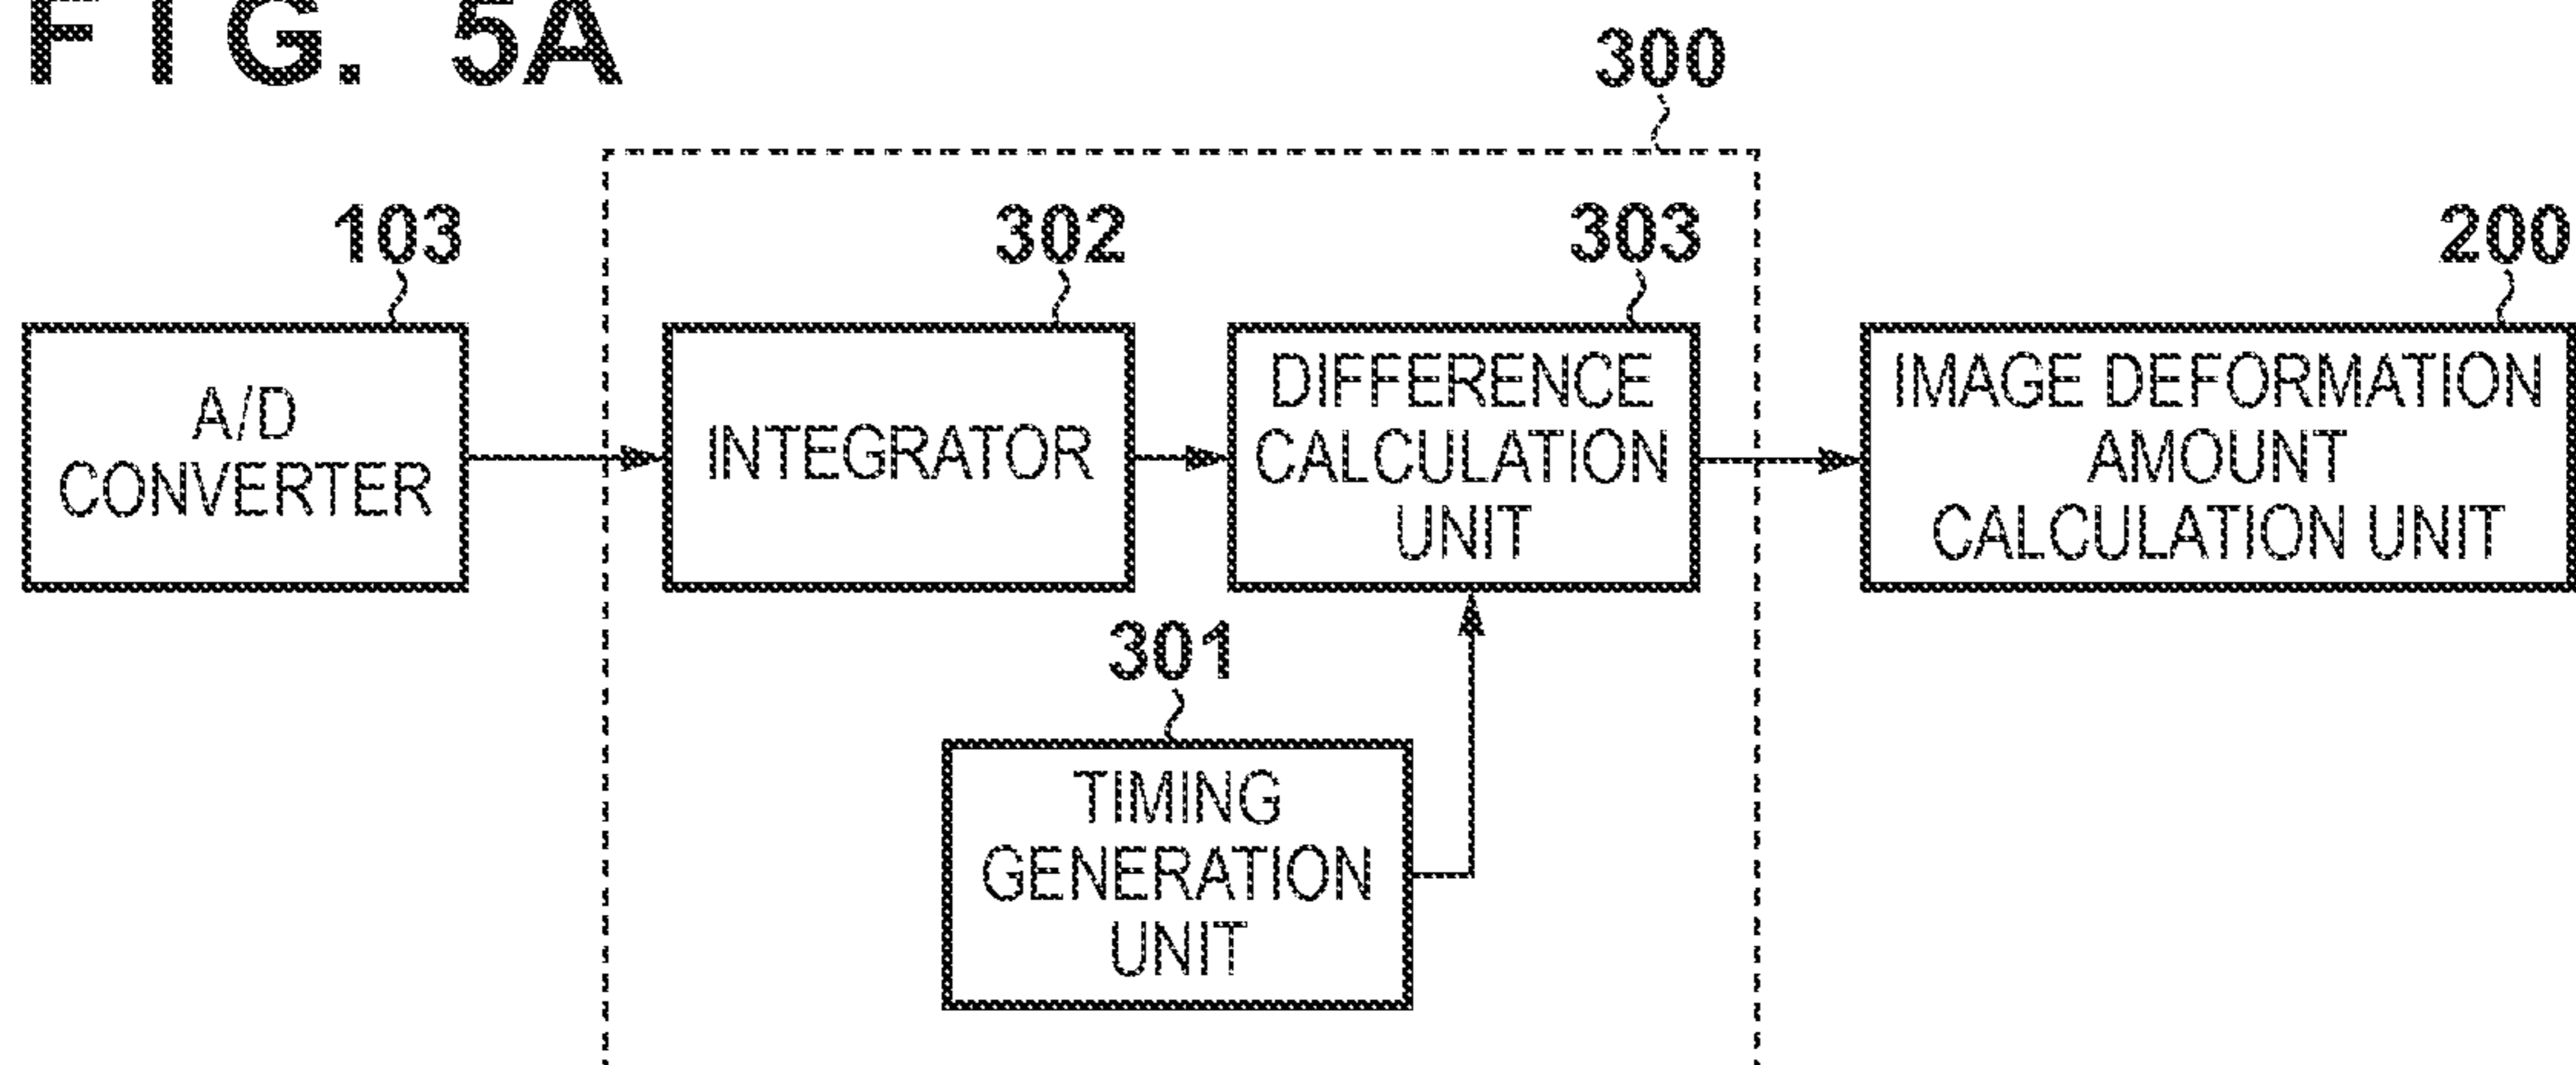 FIG. 5A
300
103
302
303
200
A/D
CONVERTER
INTEGRATOR
DIFFERENCE
CALCULATION
UNIT
IMAGE DEFORMATION
AMOUNT
CALCULATION UNIT
301
TIMING
GENERATION
UNIT